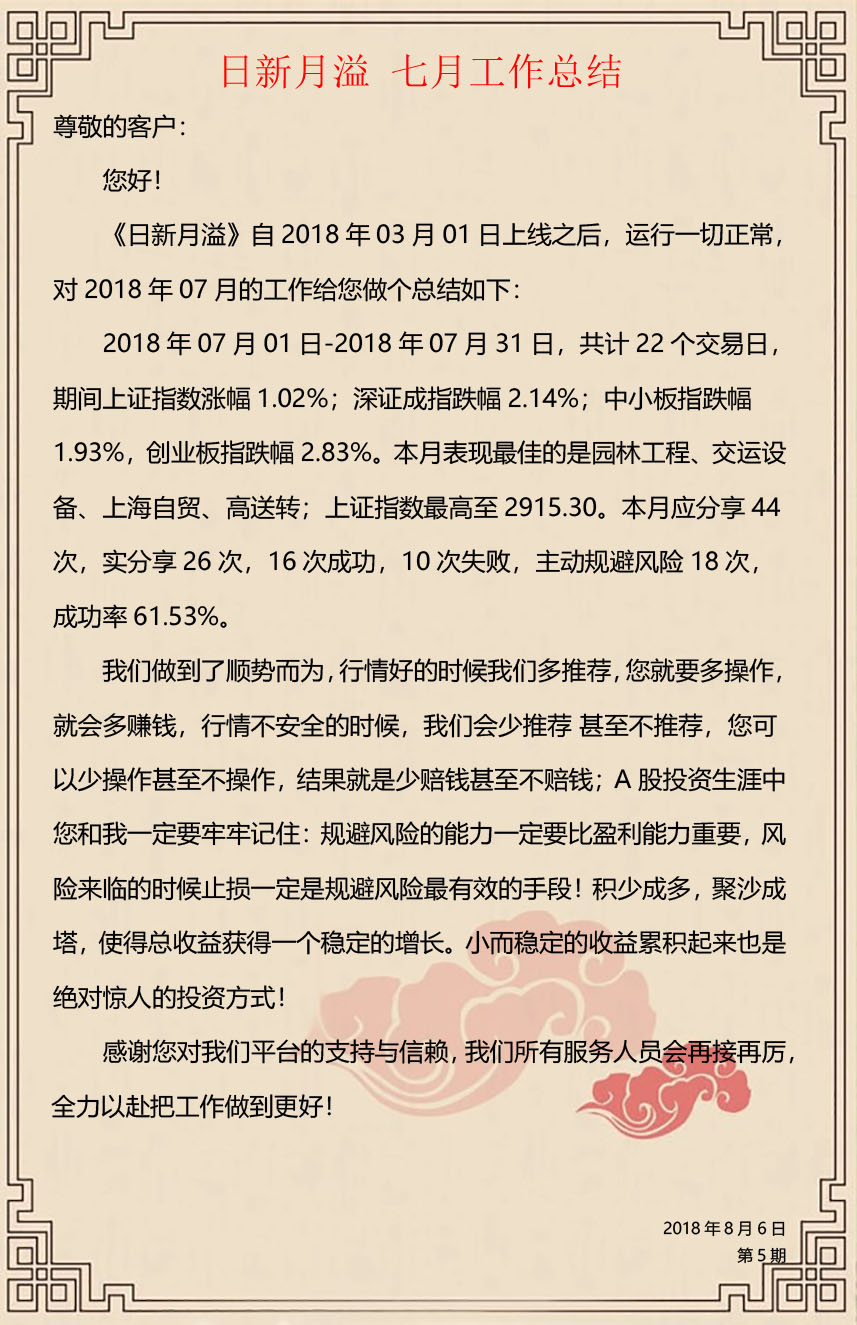 日新月溢 七月工作总结
尊敬的客户：
您好！
《日新月溢》自 2018 年 03 月 01 日上线之后，运行一切正常，
对 2018 年 07 月的工作给您做个总结如下：
2018 年 07 月 01 日-2018 年 07 月 31 日，共计 22 个交易日，
期间上证指数涨幅 1.02%；深证成指跌幅 2.14%；中小板指跌幅
1.93%，创业板指跌幅 2.83%。本月表现最佳的是园林工程、交运设
备、上海自贸、高送转；上证指数最高至 2915.30。本月应分享 44
次，实分享 26 次，16 次成功，10 次失败，主动规避风险 18 次，
成功率 61.53%。
我们做到了顺势而为，行情好的时候我们多推荐，您就要多操作，
就会多赚钱，行情不安全的时候，我们会少推荐 甚至不推荐，您可
以少操作甚至不操作，结果就是少赔钱甚至不赔钱；A 股投资生涯中
您和我一定要牢牢记住：规避风险的能力一定要比盈利能力重要，风
险来临的时候止损一定是规避风险最有效的手段！积少成多，聚沙成
塔，使得总收益获得一个稳定的增长。小而稳定的收益累积起来也是
绝对惊人的投资方式！
感谢您对我们平台的支持与信赖，我们所有服务人员会再接再厉，
全力以赴把工作做到更好！
2018 年 8 月 6 日
第 5 期